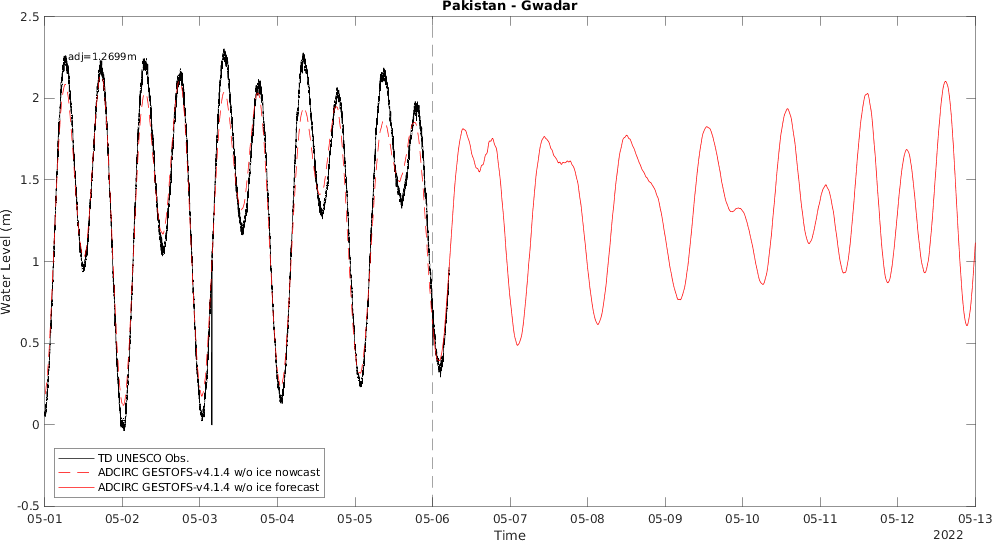 Pakistan - Gwadar
2.5
2
1.5
1
0.5
0
-0.5
Water Level (m)
adj=1.2699m
TD UNESCO Obs.
ADCIRC GESTOFS-v4.1.4 w/o ice nowcast
ADCIRC GESTOFS-v4.1.4 w/o ice forecast
05-01 05-02 05-03 05-04 05-05 05-06 05-07 05-08 05-09 05-10 05-11 05-12 05-13
Time
2022